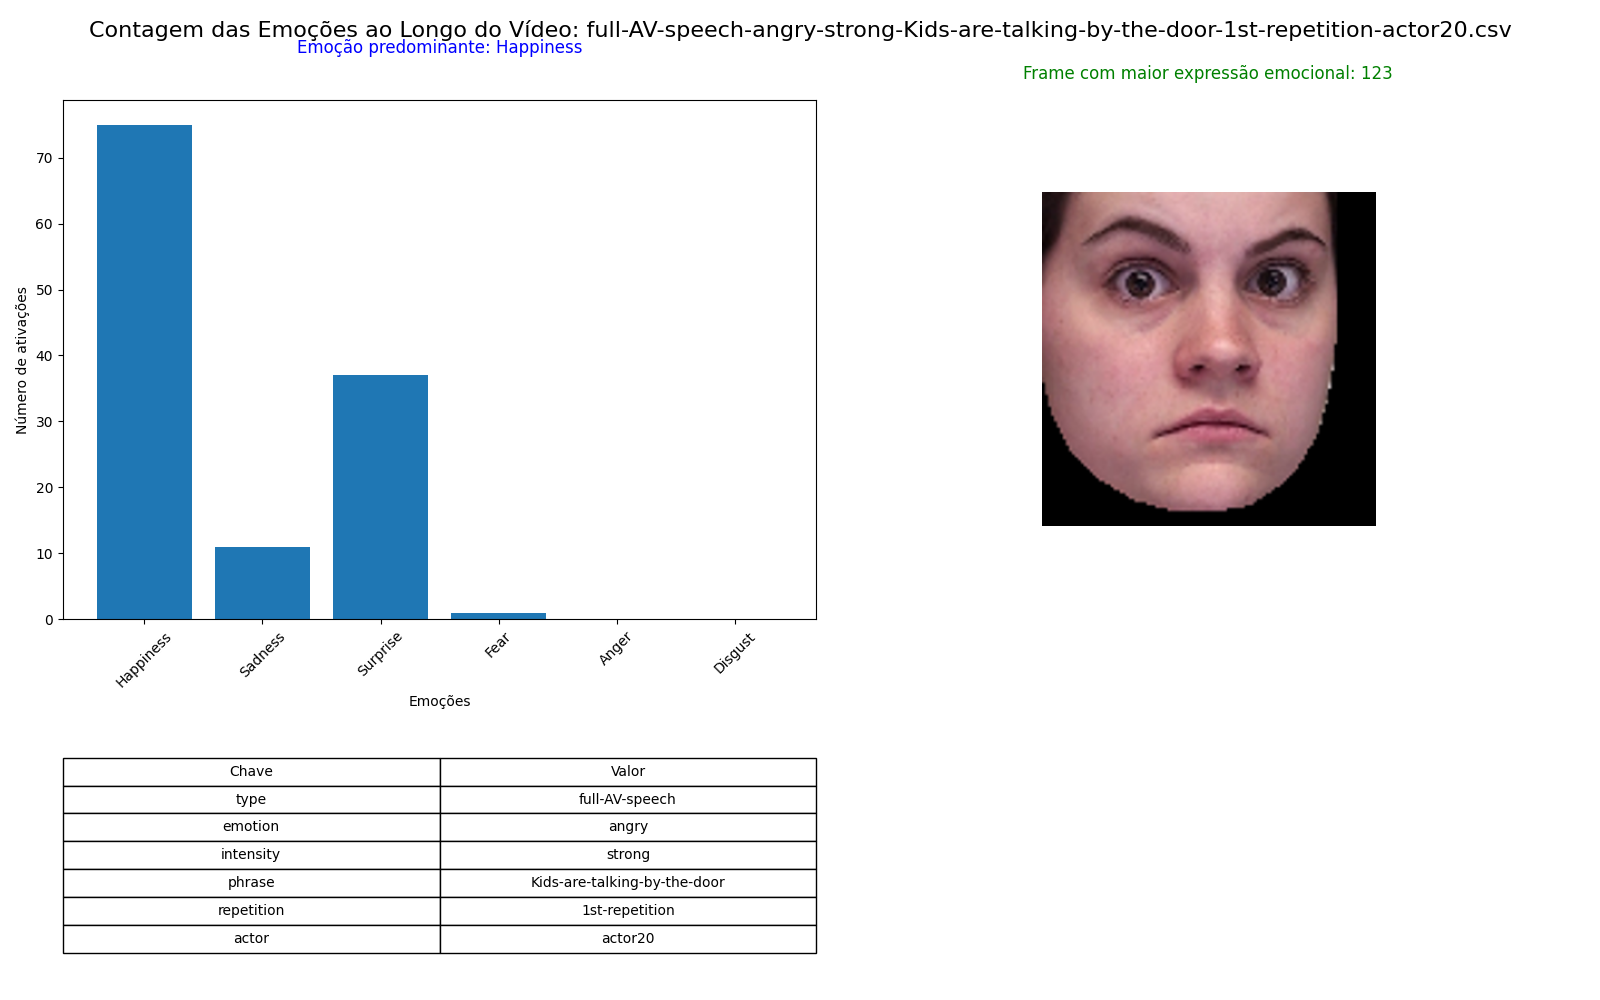 Contagem das Emoções ao Longo do Vídeo: full-AV-speech-angry-strong-Kids-are-talking-by-the-door-1st-repetition-actor20.csv
Emoção predominante: Happiness
Frame com maior expressão emocional: 123
Número de ativações
70
60
50
40
30
20
10
0
Happiness
Sadness
Surprise
Fear
Anger
Disgust
Emoções
Chave Valor
type full-AV-speech
emotion angry
intensity strong
phrase Kids-are-talking-by-the-door
repetition 1st-repetition
actor actor20